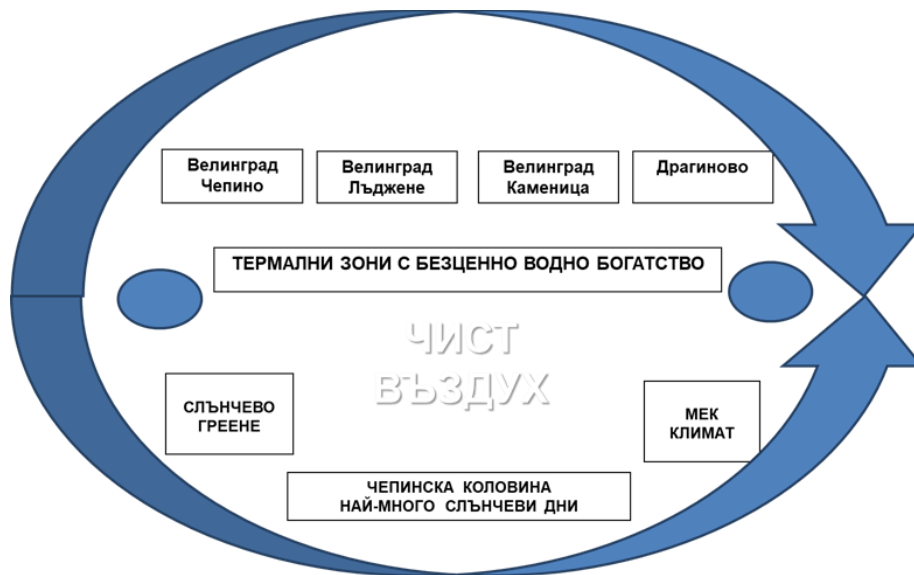 Велинград
Чепино
Велинград
Лъджене
Велинград
Каменица
Драгиново
ТЕРМАЛНИ ЗОНИ С БЕЗЦЕННО ВОДНО БОГАТСТВО
ЧИСТ
ВЪЗДУХ
СЛЪНЧЕВО
ГРЕЕНЕ
МЕК
КЛИМАТ
ЧЕПИНСКА КОЛОВИНА
НАЙ-МНОГО СЛЪНЧЕВИ ДНИ